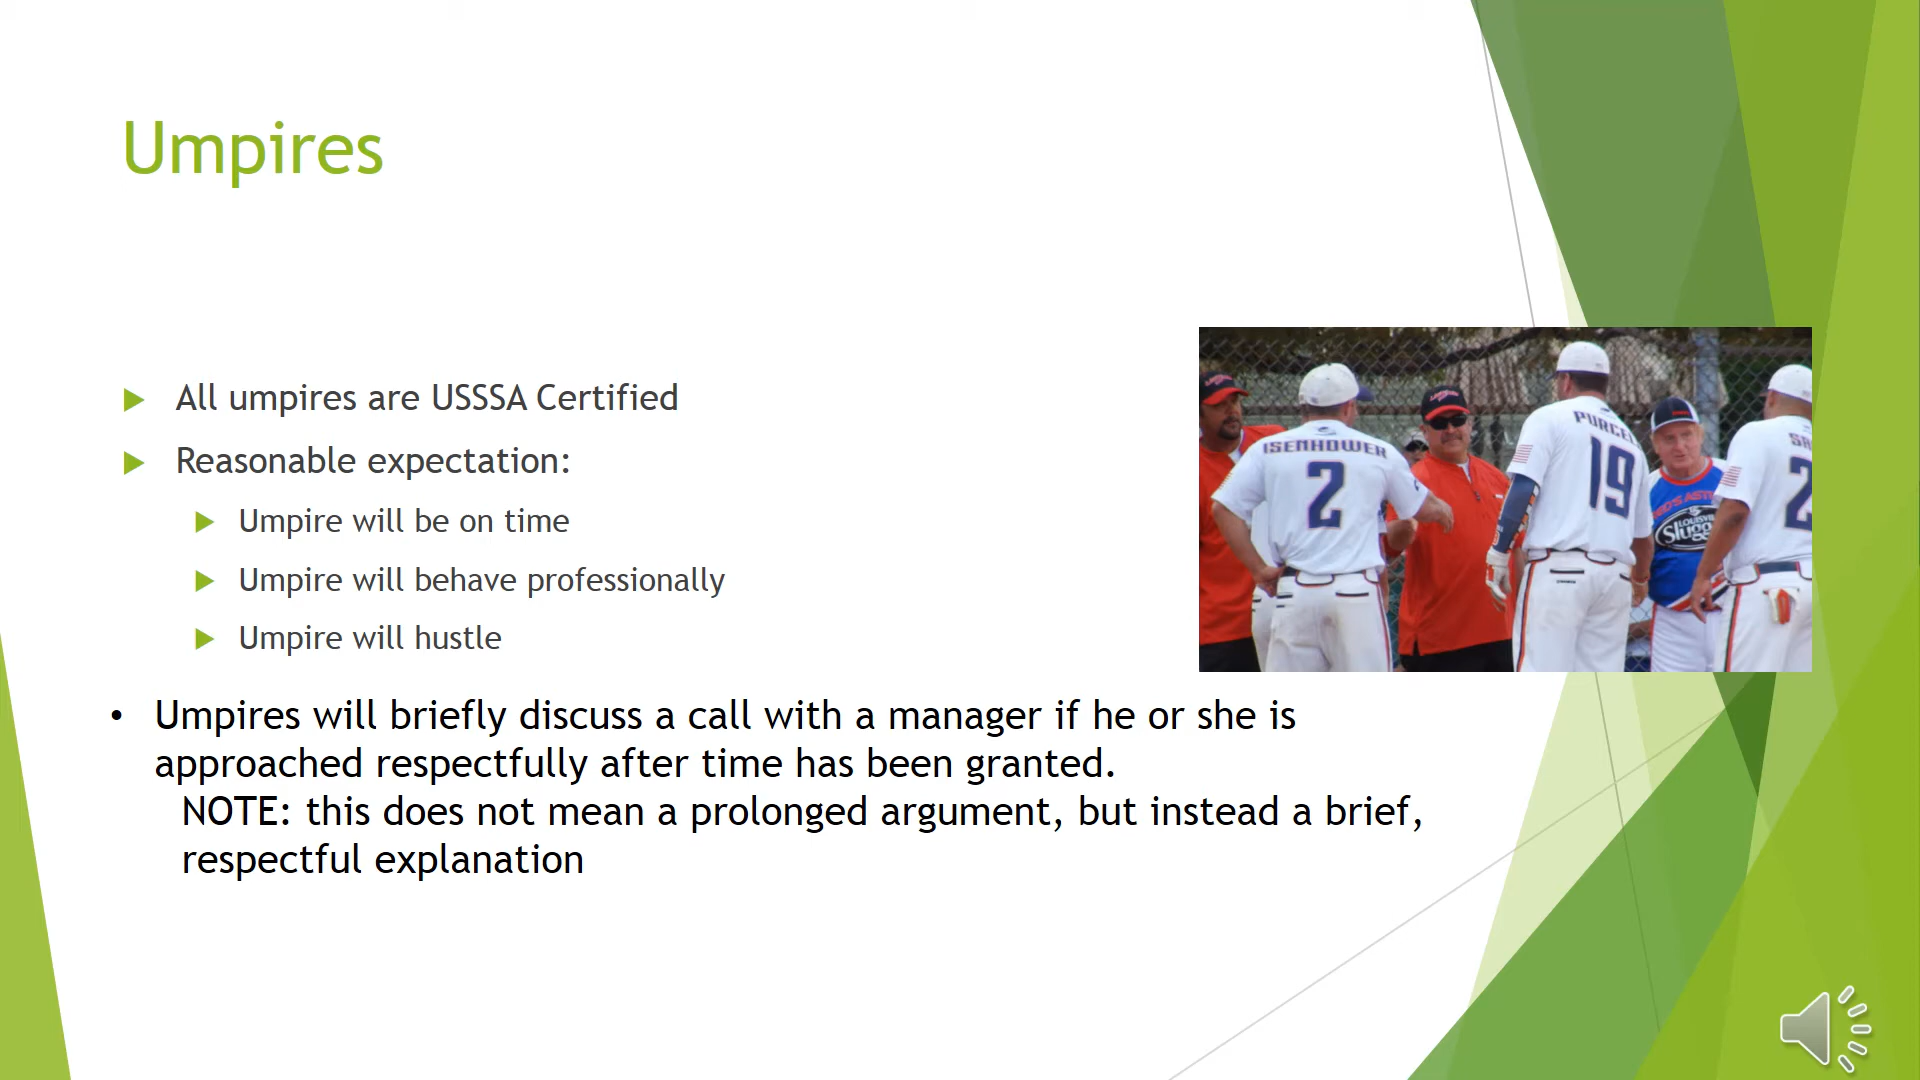 Umpires
All umpires are USSSA Certified
Reasonable expectation:
Umpire will be on time
Umpire will behave professionally
Umpire will hustle
Umpires will briefly discuss a call with a manager if he or she is
approached respectfully after time has been granted.
NOTE: this does not mean a prolonged argument, but instead a brief,
respectful explanation
ISENHOWER
2
19
LOUISVILLE
2